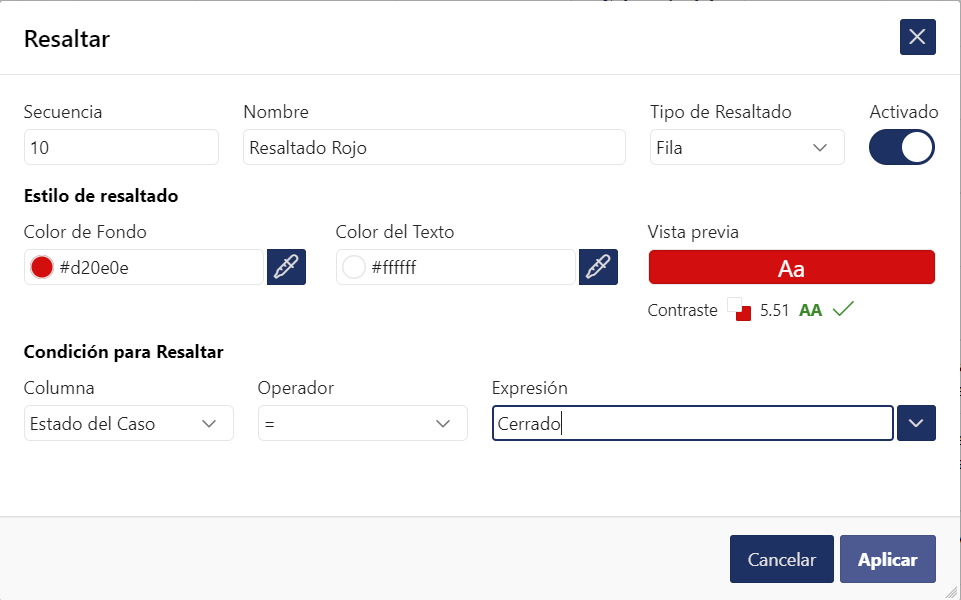 Resaltar
Secuencia Nombre Tipo de Resaltado Activado
10 Resaltado Rojo Fila
Estilo de resaltado
Color de Fondo Color del Texto Vista previa
#d20e0e #ffffff Aa
Contraste 5.51 AA
Condición para Resaltar
Columna Operador Expresión
Estado del Caso = Cerrado
Cancelar Aplicar